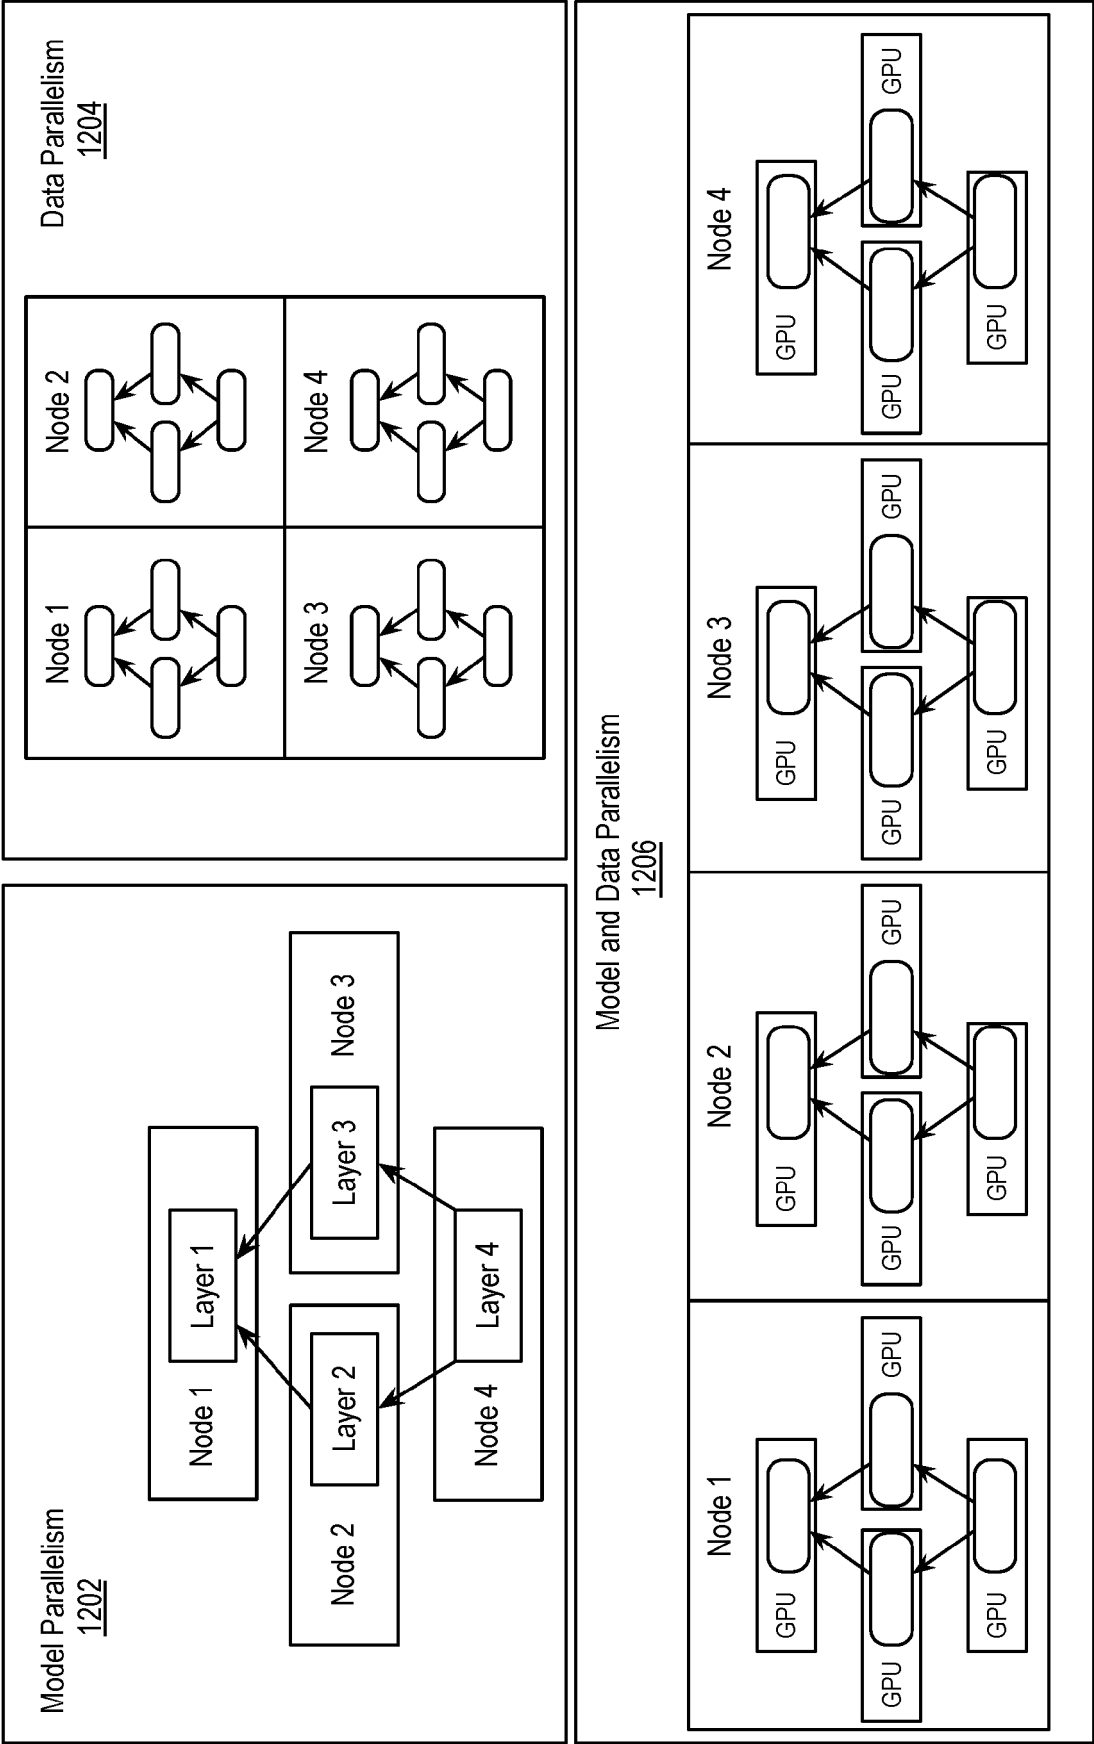 Model Parallelism
1202
Node 1
Layer 1
Node 2
Layer 2
Layer 3
Node 3
Node 4
Layer 4
Data Parallelism
1204
Node 1
Node 2
Node 3
Node 4
Model and Data Parallelism
1206
Node 1
GPU
GPU
GPU
GPU
Node 2
GPU
GPU
GPU
GPU
Node 3
GPU
GPU
GPU
GPU
Node 4
GPU
GPU
GPU
GPU